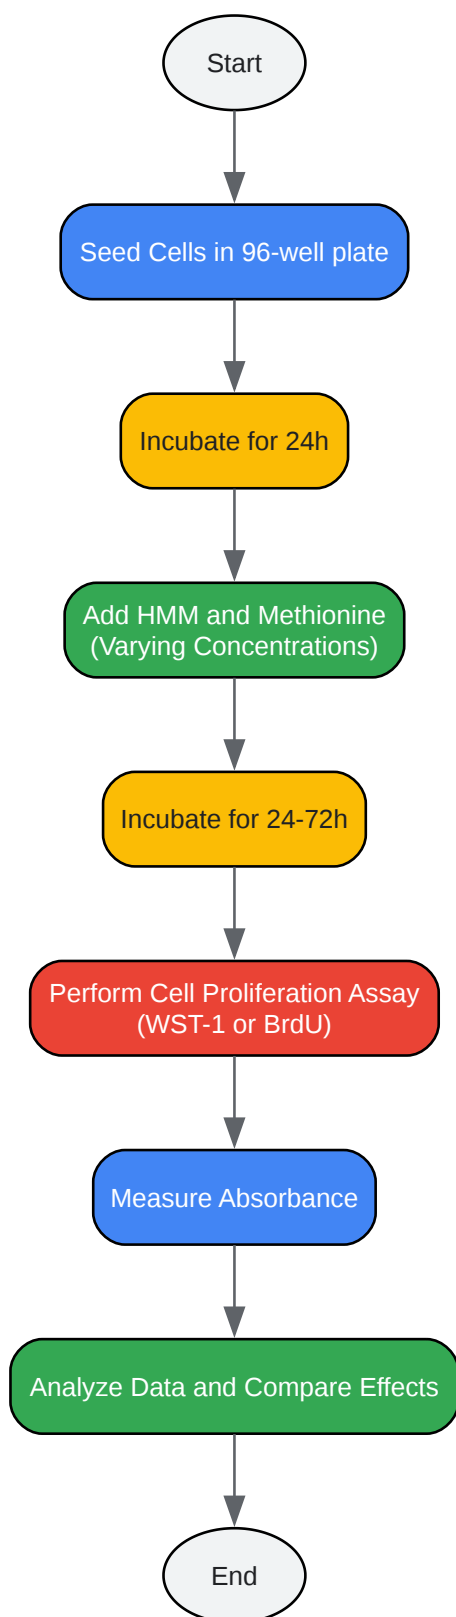 Start
Seed Cells in 96-well plate
Incubate for 24h
Add HMM and Methionine
(Varying Concentrations)
Incubate for 24-72h
Perform Cell Proliferation Assay
(WST-1 or BrdU)
Measure Absorbance
Analyze Data and Compare Effects
End